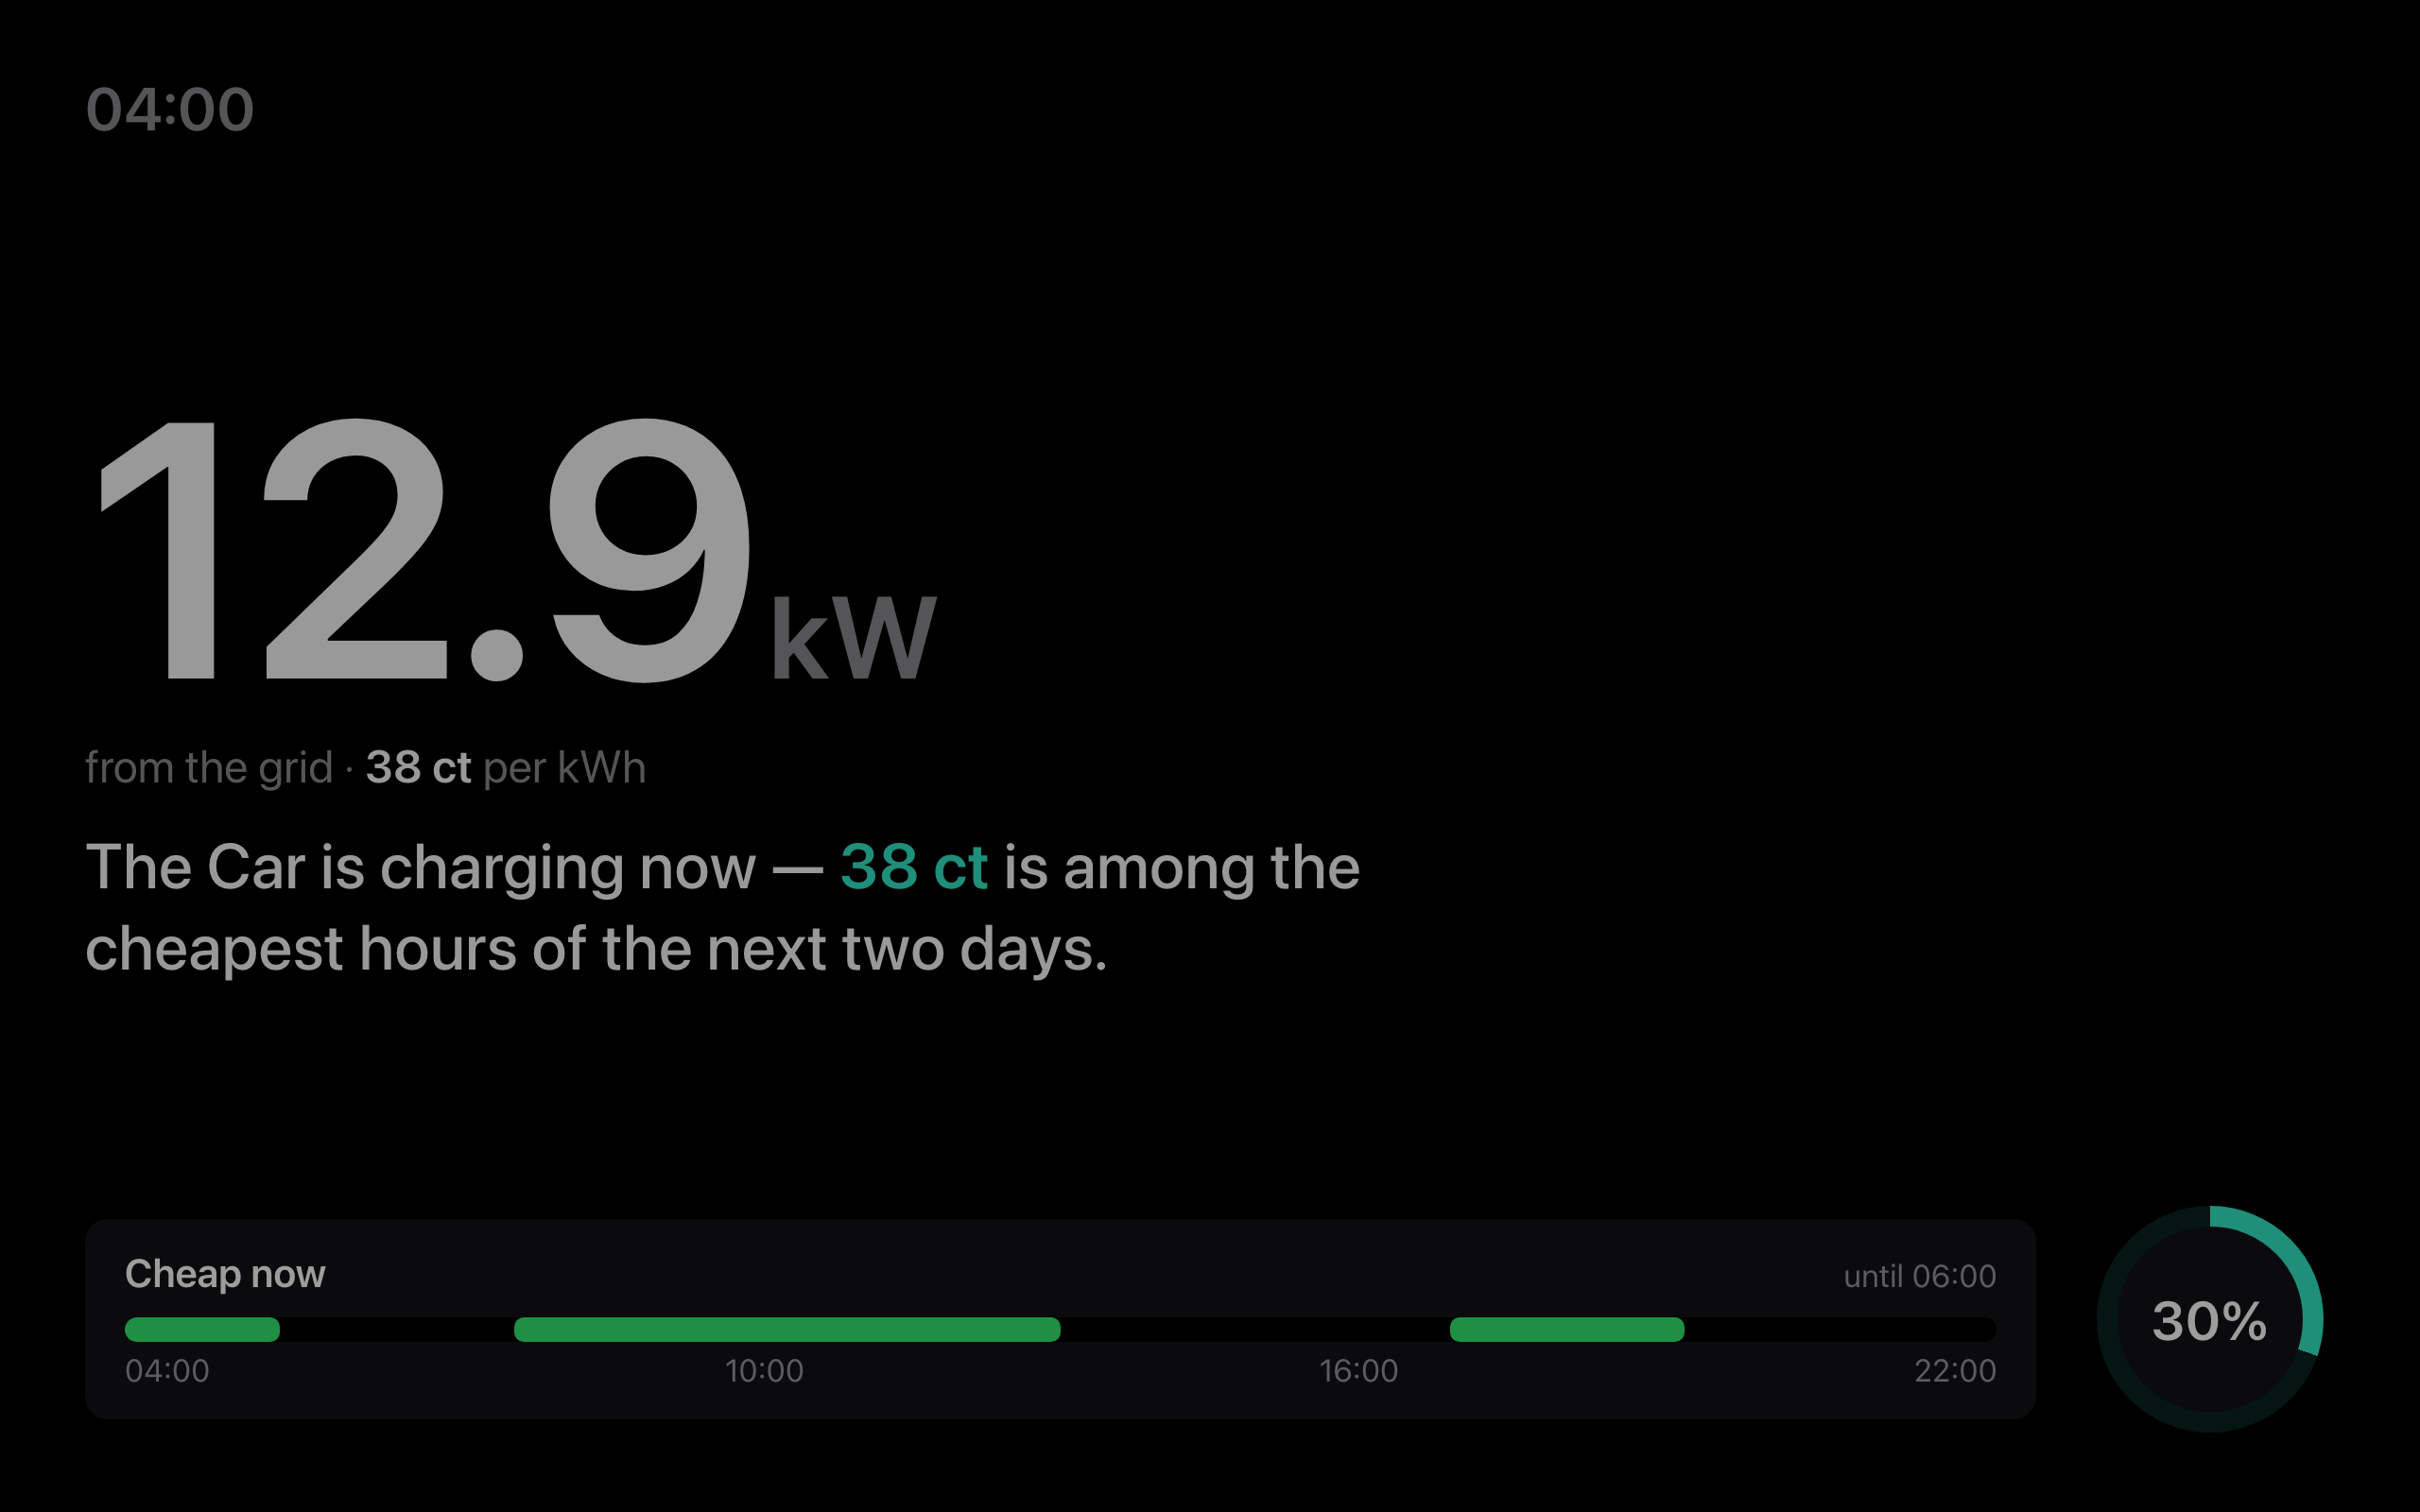 04:00
12.9 kW
from the grid · 38 ct per kWh
The Car is charging now — 38 ct is among the
cheapest hours of the next two days.
Cheap now
until 06:00
04:00
10:00
16:00
22:00
30%